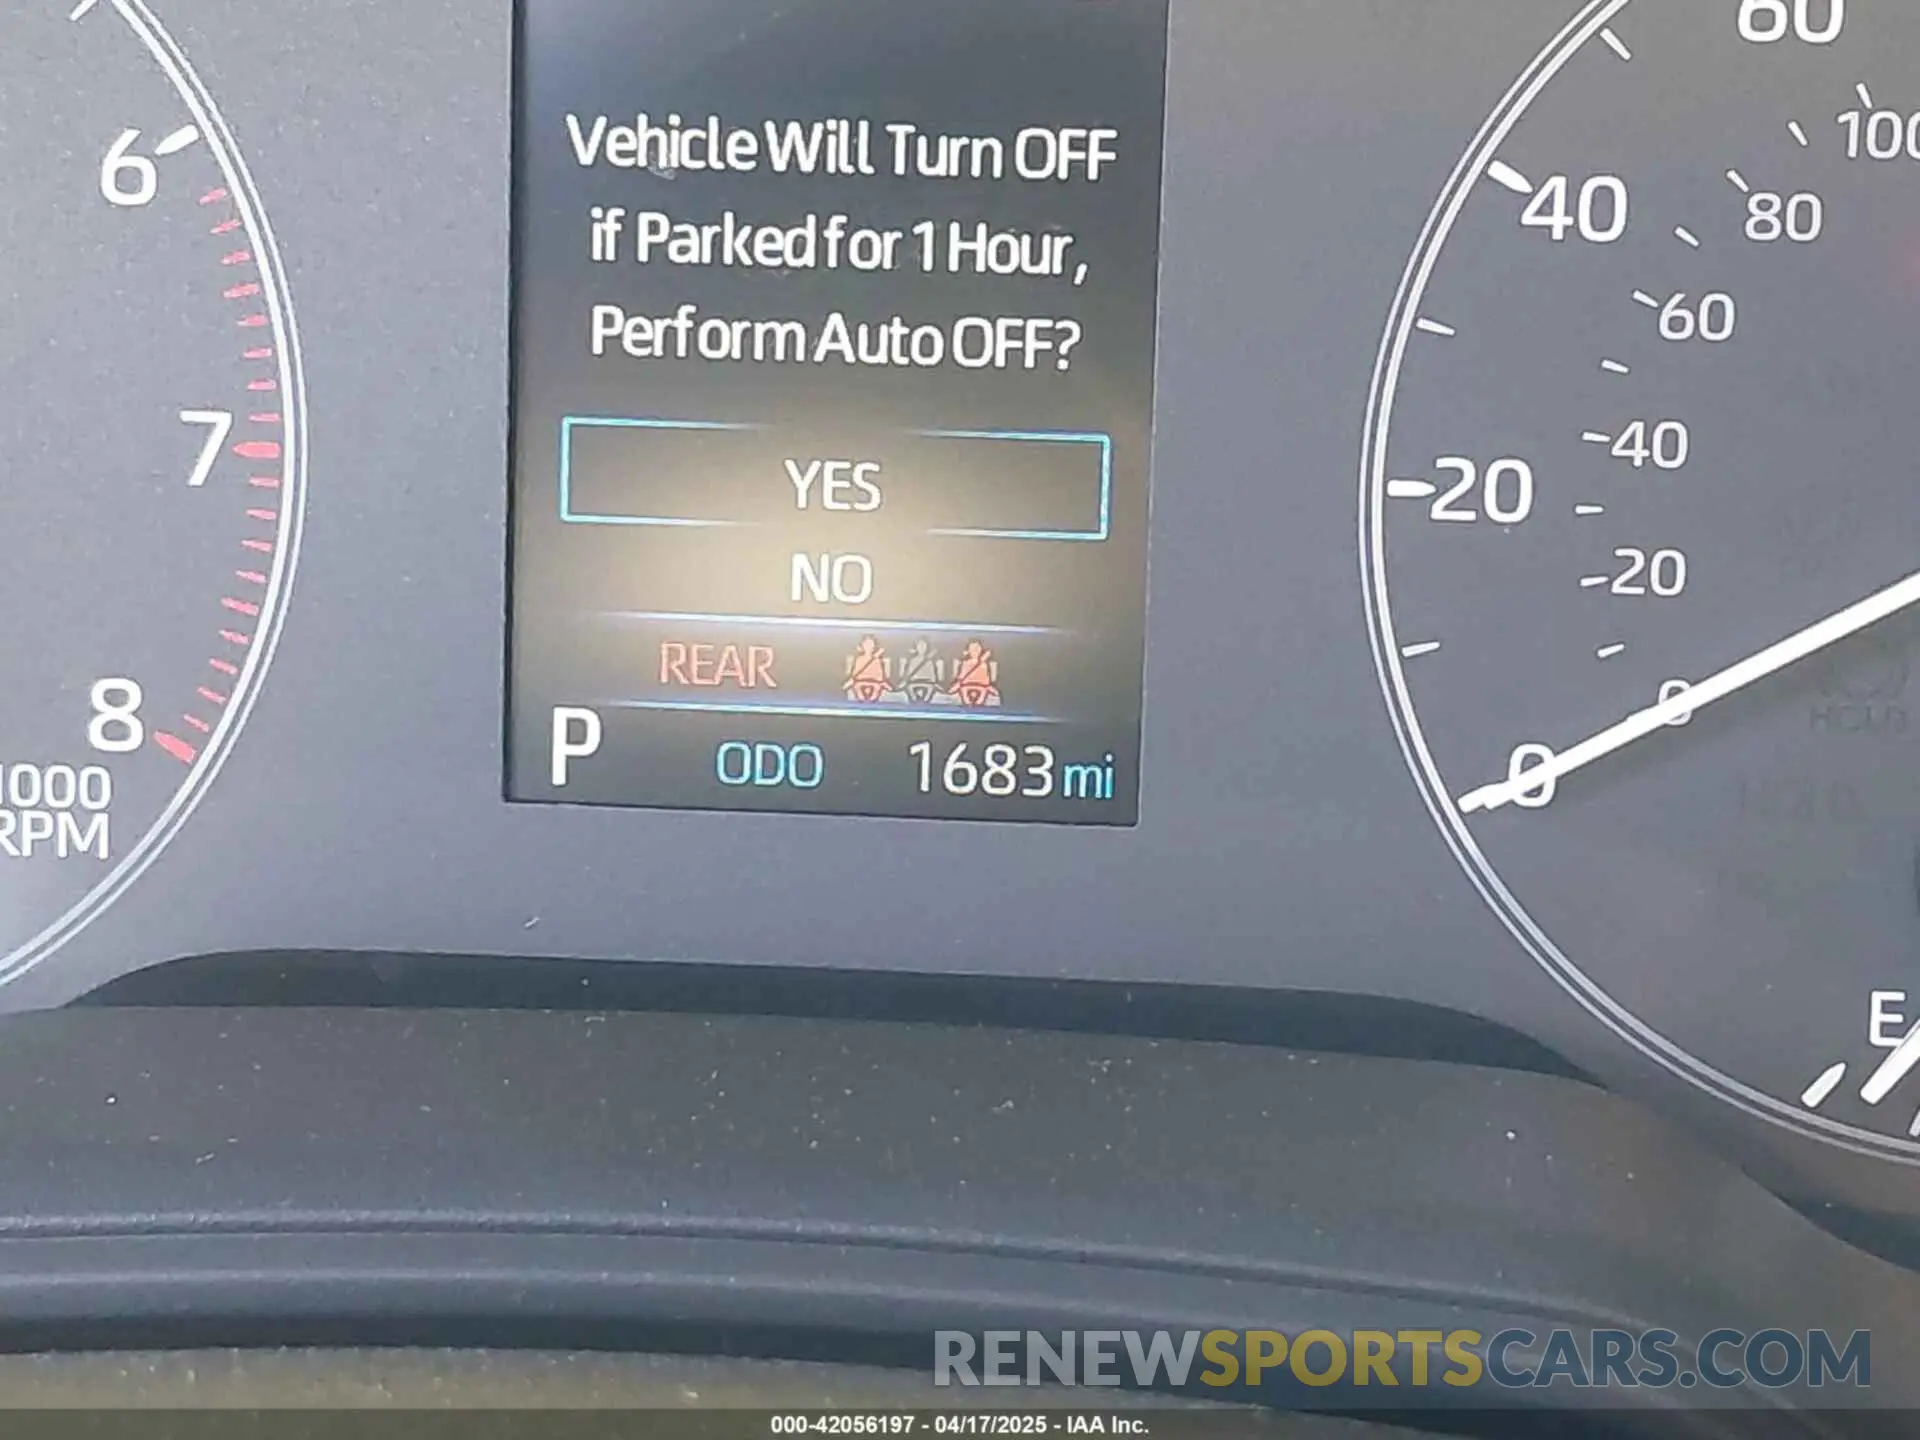 60
100
6
40
80
Vehicle Will Turn OFF
if Parked for 1 Hour,
Perform Auto OFF?
60
7
40
20
YES
NO
20
REAR
0
8
P ODO 1683 mi
0
1000
RPM
E
RENEWSPORTSCARS.COM
000-42056197 - 04/17/2025 - IAA Inc.